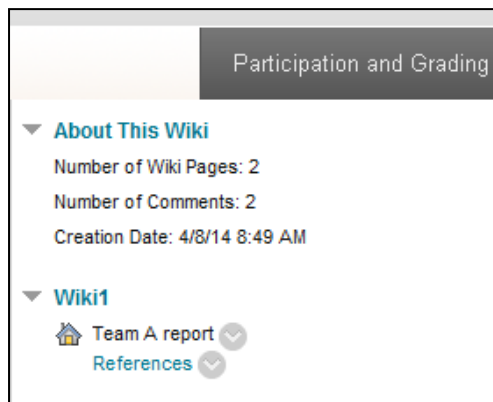 Participation and Grading
About This Wiki
Number of Wiki Pages: 2
Number of Comments: 2
Creation Date: 4/8/14 8:49 AM
Wiki1
Team A report
References